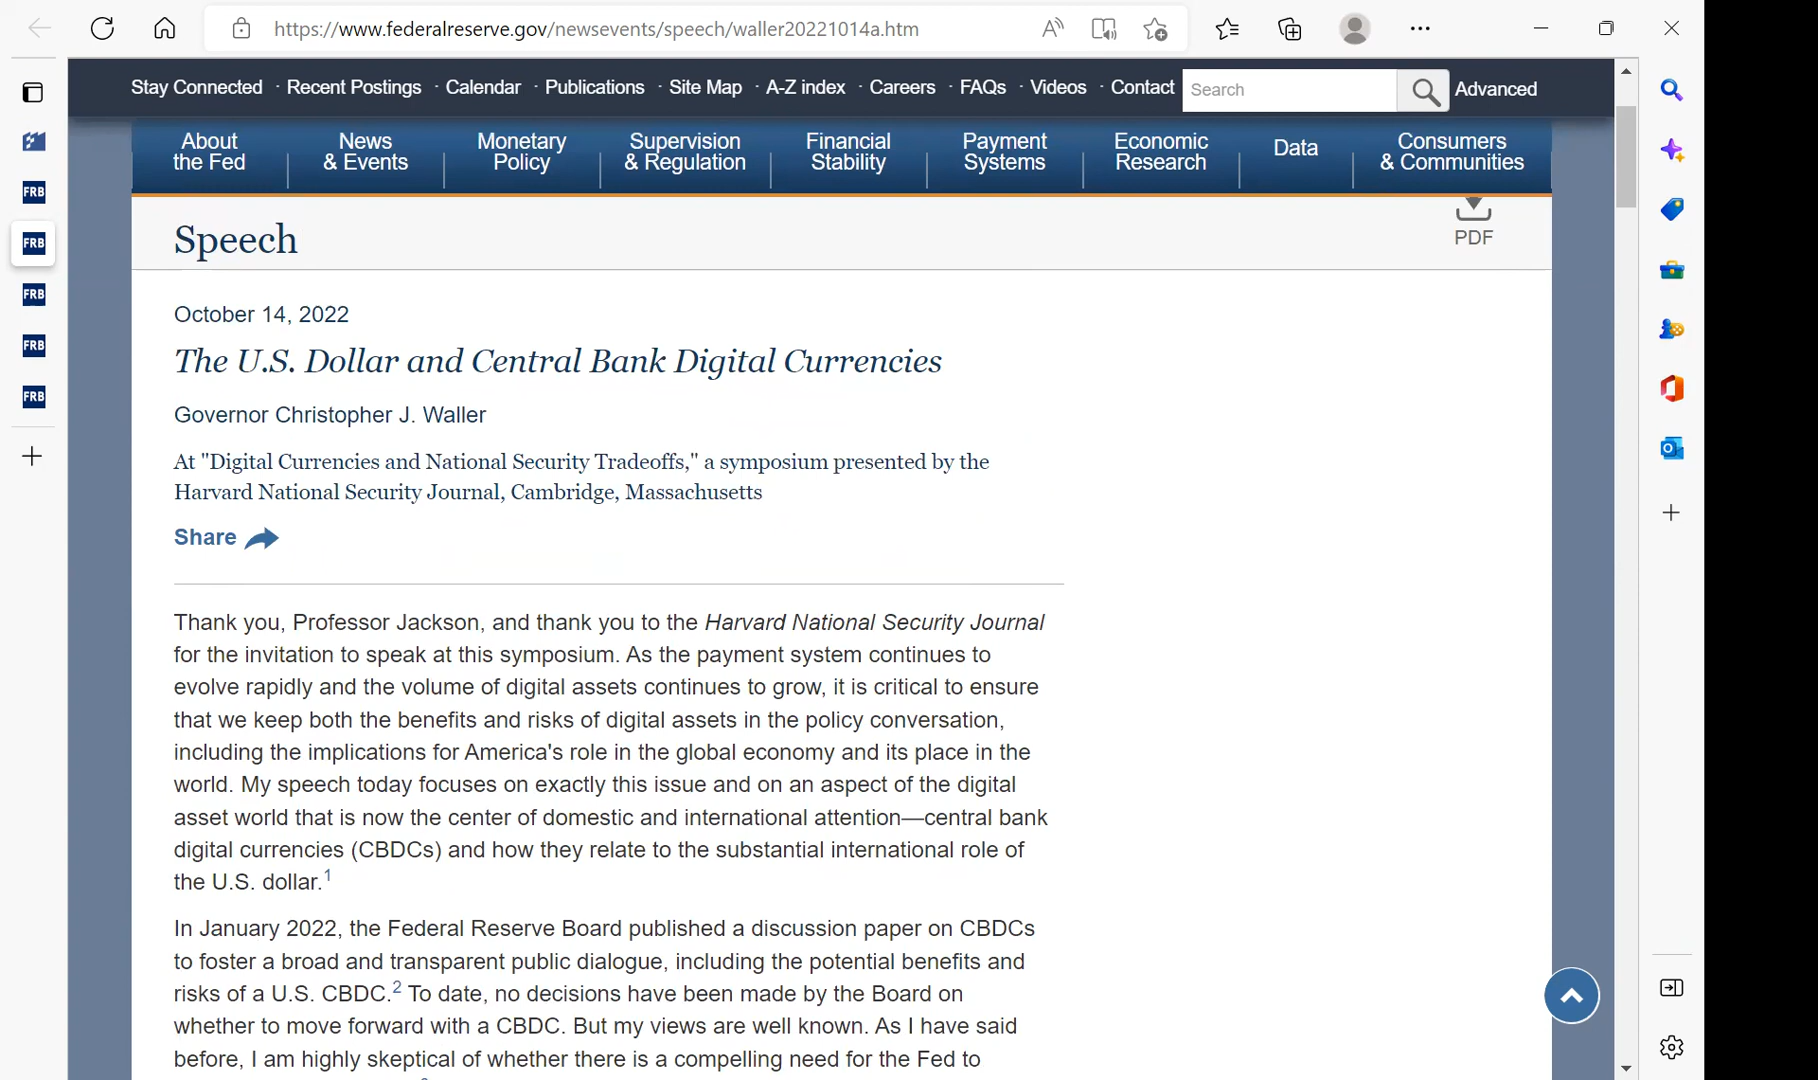 https://www.federalreserve.gov/newsevents/speech/waller20221014a.htm
Stay Connected · Recent Postings · Calendar · Publications · Site Map · A-Z index · Careers · FAQs · Videos · Contact Search Advanced
About the Fed
News & Events
Monetary Policy
Supervision & Regulation
Financial Stability
Payment Systems
Economic Research
Data
Consumers & Communities
FRB
FRB
FRB
FRB
FRB
Speech
PDF
October 14, 2022
The U.S. Dollar and Central Bank Digital Currencies
Governor Christopher J. Waller
At "Digital Currencies and National Security Tradeoffs," a symposium presented by the
Harvard National Security Journal, Cambridge, Massachusetts
Share
Thank you, Professor Jackson, and thank you to the Harvard National Security Journal
for the invitation to speak at this symposium. As the payment system continues to
evolve rapidly and the volume of digital assets continues to grow, it is critical to ensure
that we keep both the benefits and risks of digital assets in the policy conversation,
including the implications for America's role in the global economy and its place in the
world. My speech today focuses on exactly this issue and on an aspect of the digital
asset world that is now the center of domestic and international attention—central bank
digital currencies (CBDCs) and how they relate to the substantial international role of
the U.S. dollar.1
In January 2022, the Federal Reserve Board published a discussion paper on CBDCs
to foster a broad and transparent public dialogue, including the potential benefits and
risks of a U.S. CBDC.2 To date, no decisions have been made by the Board on
whether to move forward with a CBDC. But my views are well known. As I have said
before, I am highly skeptical of whether there is a compelling need for the Fed to